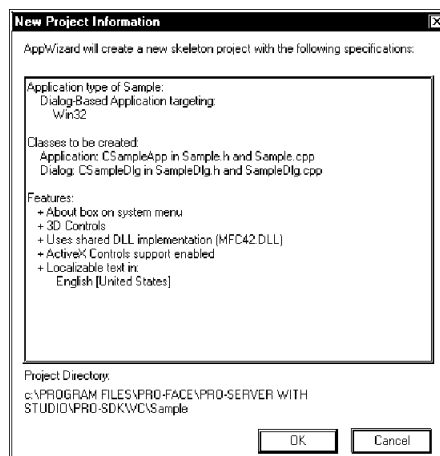 New Project Information
AppWizard will create a new skeleton project with the following specifications:
Application type of Sample:
Dialog-Based Application targeting:
Win32
Classes to be created:
Application: CSampleApp in Sample.h and Sample.cpp
Dialog: CSampleDlg in SampleDlg.h and SampleDlg.cpp
Features:
+ About box on system menu
+ 3D Controls
+ Uses shared DLL implementation (MFC42.DLL)
+ ActiveX Controls support enabled
+ Localizable text in:
English [United States]
Project Directory:
c:\PROGRAM FILES\PRO-FACE\PRO-SERVER WITH
STUDIO\PRO-SDK\VC\Sample
OK Cancel